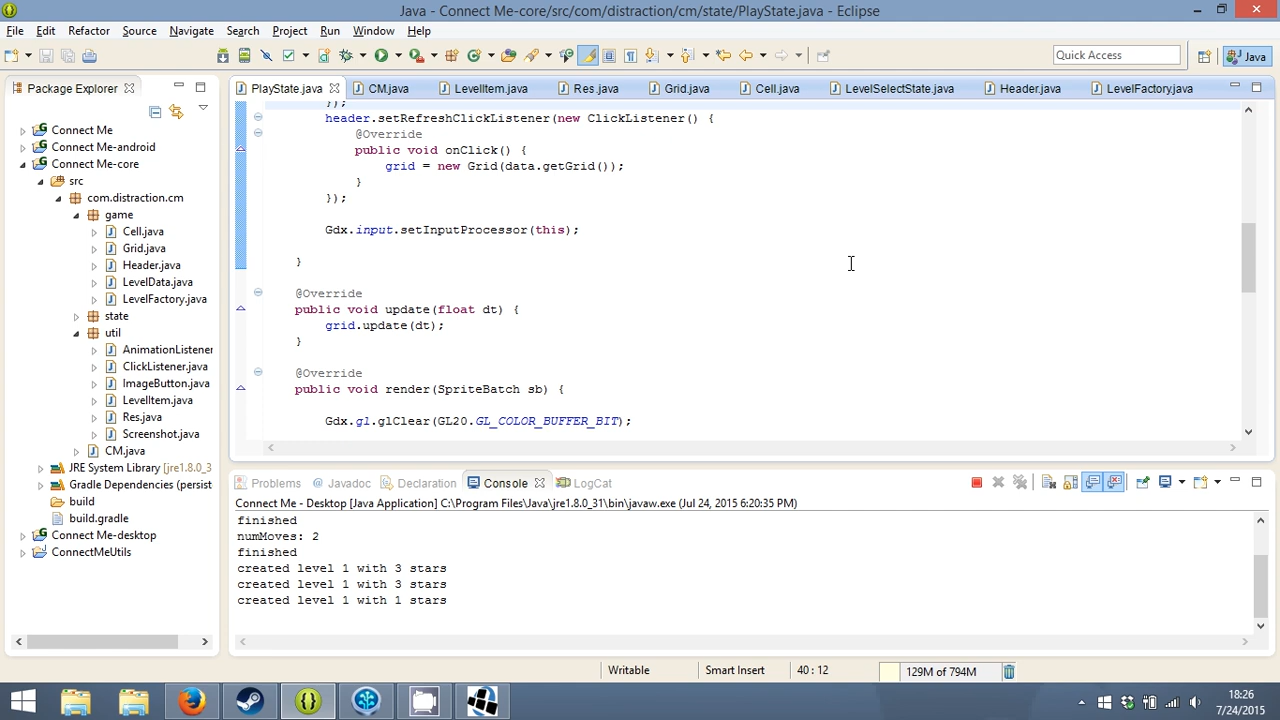 Java - Connect Me-core/src/com/distraction/cm/state/PlayState.java - Eclipse
File Edit Refactor Source Navigate Search Project Run Window Help
Quick Access Java
Package Explorer
PlayState.java CM.java LevelItem.java Res.java Grid.java Cell.java LevelSelectState.java Header.java LevelFactory.java
Connect Me
Connect Me-android
Connect Me-core
src
com.distraction.cm
game
Cell.java
Grid.java
Header.java
LevelData.java
LevelFactory.java
state
util
AnimationListener
ClickListener.java
ImageButton.java
LevelItem.java
Res.java
Screenshot.java
CM.java
JRE System Library [jre1.8.0_3
Gradle Dependencies (persist
build
build.gradle
Connect Me-desktop
ConnectMeUtils
});
header.setRefreshClickListener(new ClickListener() {
@Override
public void onClick() {
grid = new Grid(data.getGrid());
}
});
Gdx.input.setInputProcessor(this);
}
@Override
public void update(float dt) {
grid.update(dt);
}
@Override
public void render(SpriteBatch sb) {
Gdx.gl.glClear(GL20.GL_COLOR_BUFFER_BIT);
Problems @ Javadoc Declaration Console LogCat
Connect Me - Desktop [Java Application] C:\Program Files\Java\jre1.8.0_31\bin\javaw.exe (Jul 24, 2015 6:20:35 PM)
finished
numMoves: 2
finished
created level 1 with 3 stars
created level 1 with 3 stars
created level 1 with 1 stars
Writable Smart Insert 40 : 12 129M of 794M
18:26
7/24/2015